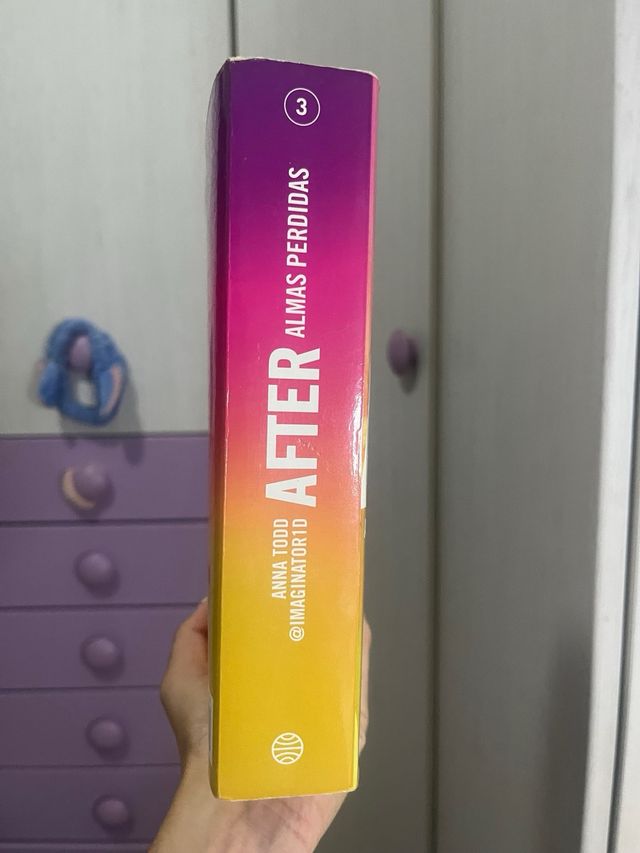 3
AFTER ALMAS PERDIDAS
ANNA TODD
@IMAGINATOR1D